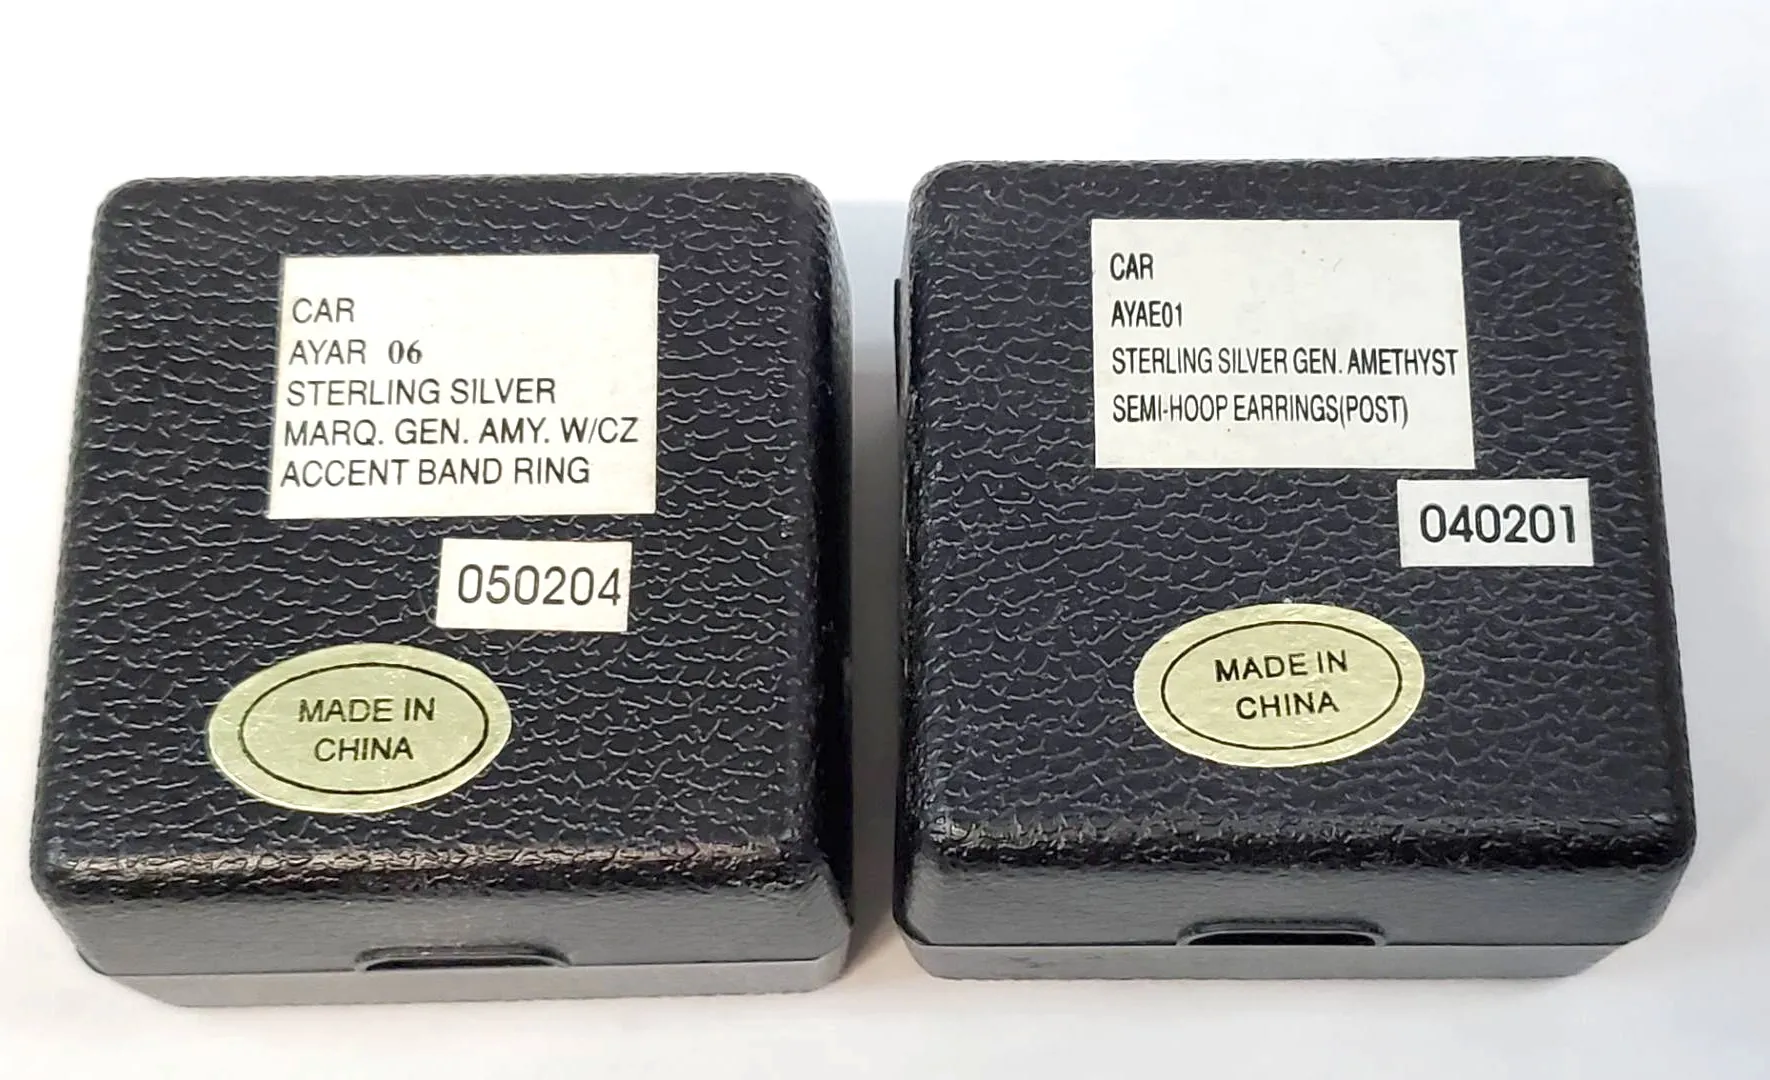 CAR
AYAR 06
STERLING SILVER
MARQ. GEN. AMY. W/CZ
ACCENT BAND RING
050204
MADE IN
CHINA
CAR
AYAE01
STERLING SILVER GEN. AMETHYST
SEMI-HOOP EARRINGS(POST)
040201
MADE IN
CHINA